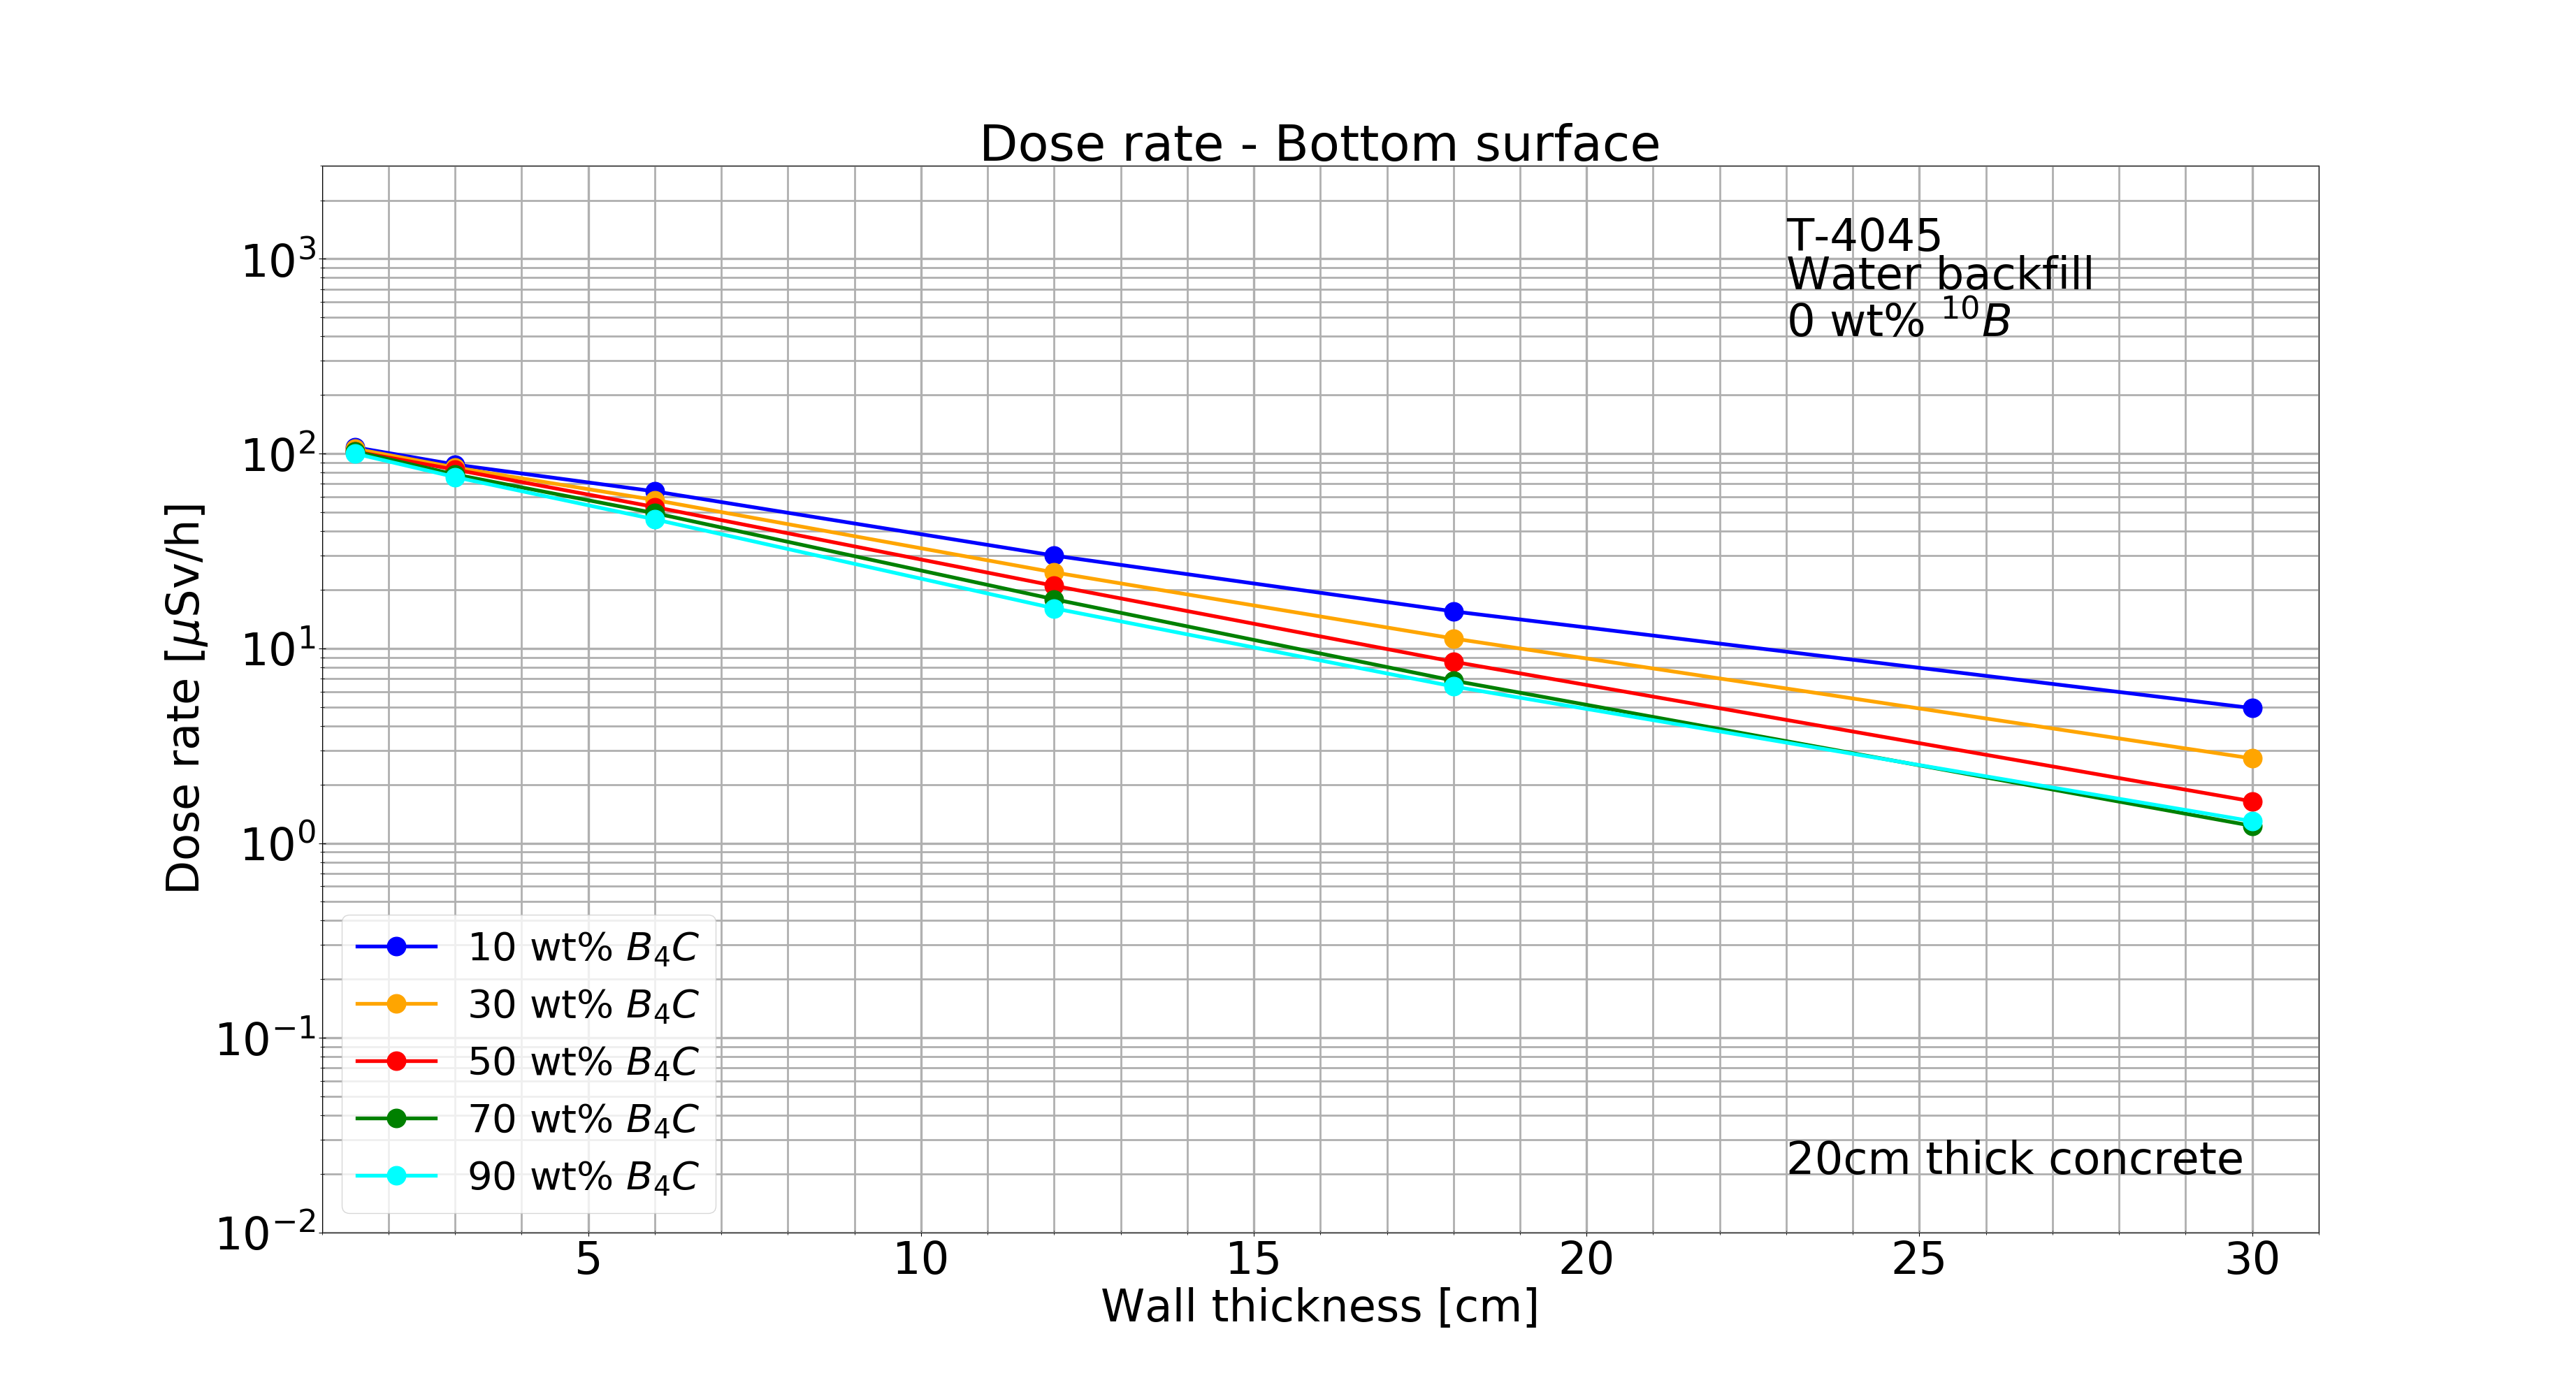 Dose rate - Bottom surface
T-4045
Water backfill
0 wt% ¹⁰B
10³
10²
10¹
10⁰
10⁻¹
10⁻²
Dose rate [μSv/h]
10 wt% B₄C
30 wt% B₄C
50 wt% B₄C
70 wt% B₄C
90 wt% B₄C
20cm thick concrete
5 10 15 20 25 30
Wall thickness [cm]